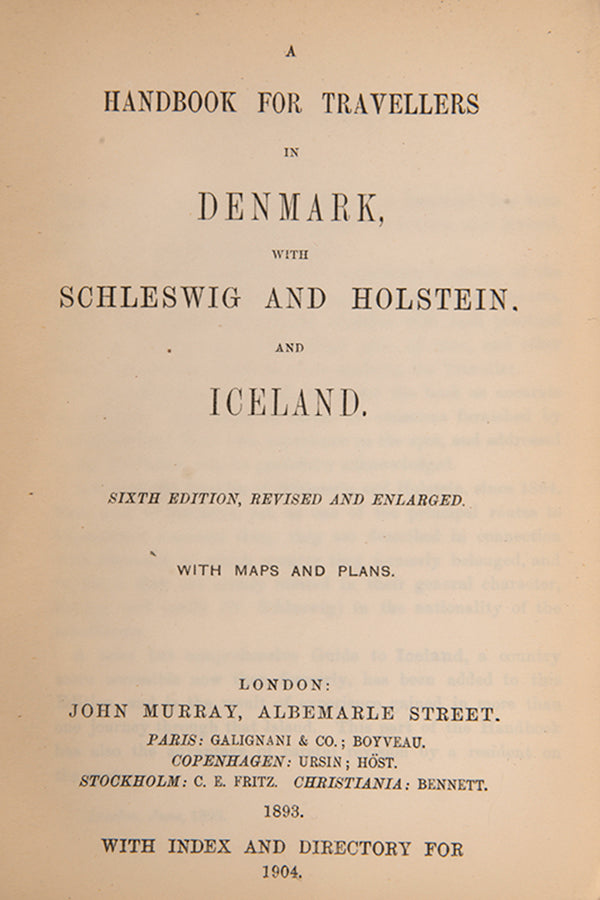 A
HANDBOOK FOR TRAVELLERS
IN
DENMARK,
WITH
SCHLESWIG AND HOLSTEIN.
AND
ICELAND.
SIXTH EDITION, REVISED AND ENLARGED.
WITH MAPS AND PLANS.
LONDON:
JOHN MURRAY, ALBEMARLE STREET.
PARIS: GALIGNANI & CO.; BOYVEAU.
COPENHAGEN: URSIN; HÖST.
STOCKHOLM: C. E. FRITZ. CHRISTIANIA: BENNETT.
1893.
WITH INDEX AND DIRECTORY FOR
1904.